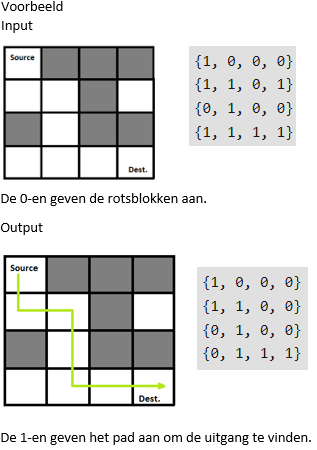 Voorbeeld
Input
Source
Dest.
{1, 0, 0, 0}
{1, 1, 0, 1}
{0, 1, 0, 0}
{1, 1, 1, 1}
De 0-en geven de rotsblokken aan.
Output
Source
Dest.
{1, 0, 0, 0}
{1, 1, 0, 0}
{0, 1, 0, 0}
{0, 1, 1, 1}
De 1-en geven het pad aan om de uitgang te vinden.